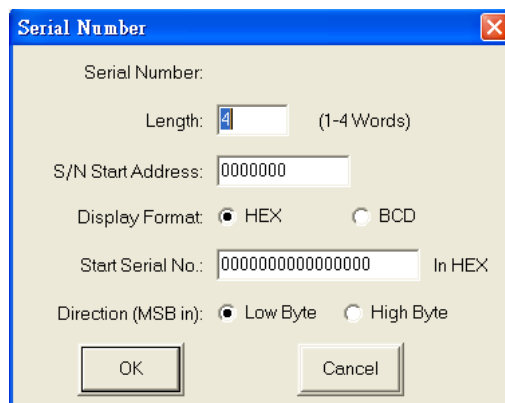 Serial Number
Serial Number:
Length: 4 (1-4 Words)
S/N Start Address: 0000000
Display Format: HEX BCD
Start Serial No.: 0000000000000000 In HEX
Direction (MSB in): Low Byte High Byte
OK Cancel